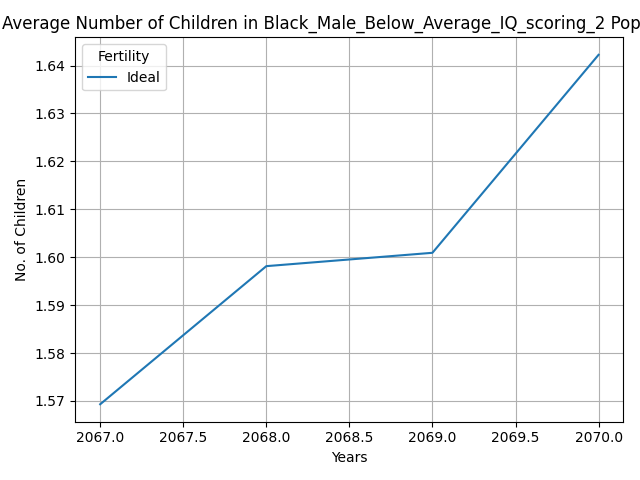 Average Number of Children in Black_Male_Below_Average_IQ_scoring_2 Pop
Fertility
Ideal
1.64
1.63
1.62
1.61
1.60
1.59
1.58
1.57
No. of Children
2067.0 2067.5 2068.0 2068.5 2069.0 2069.5 2070.0
Years